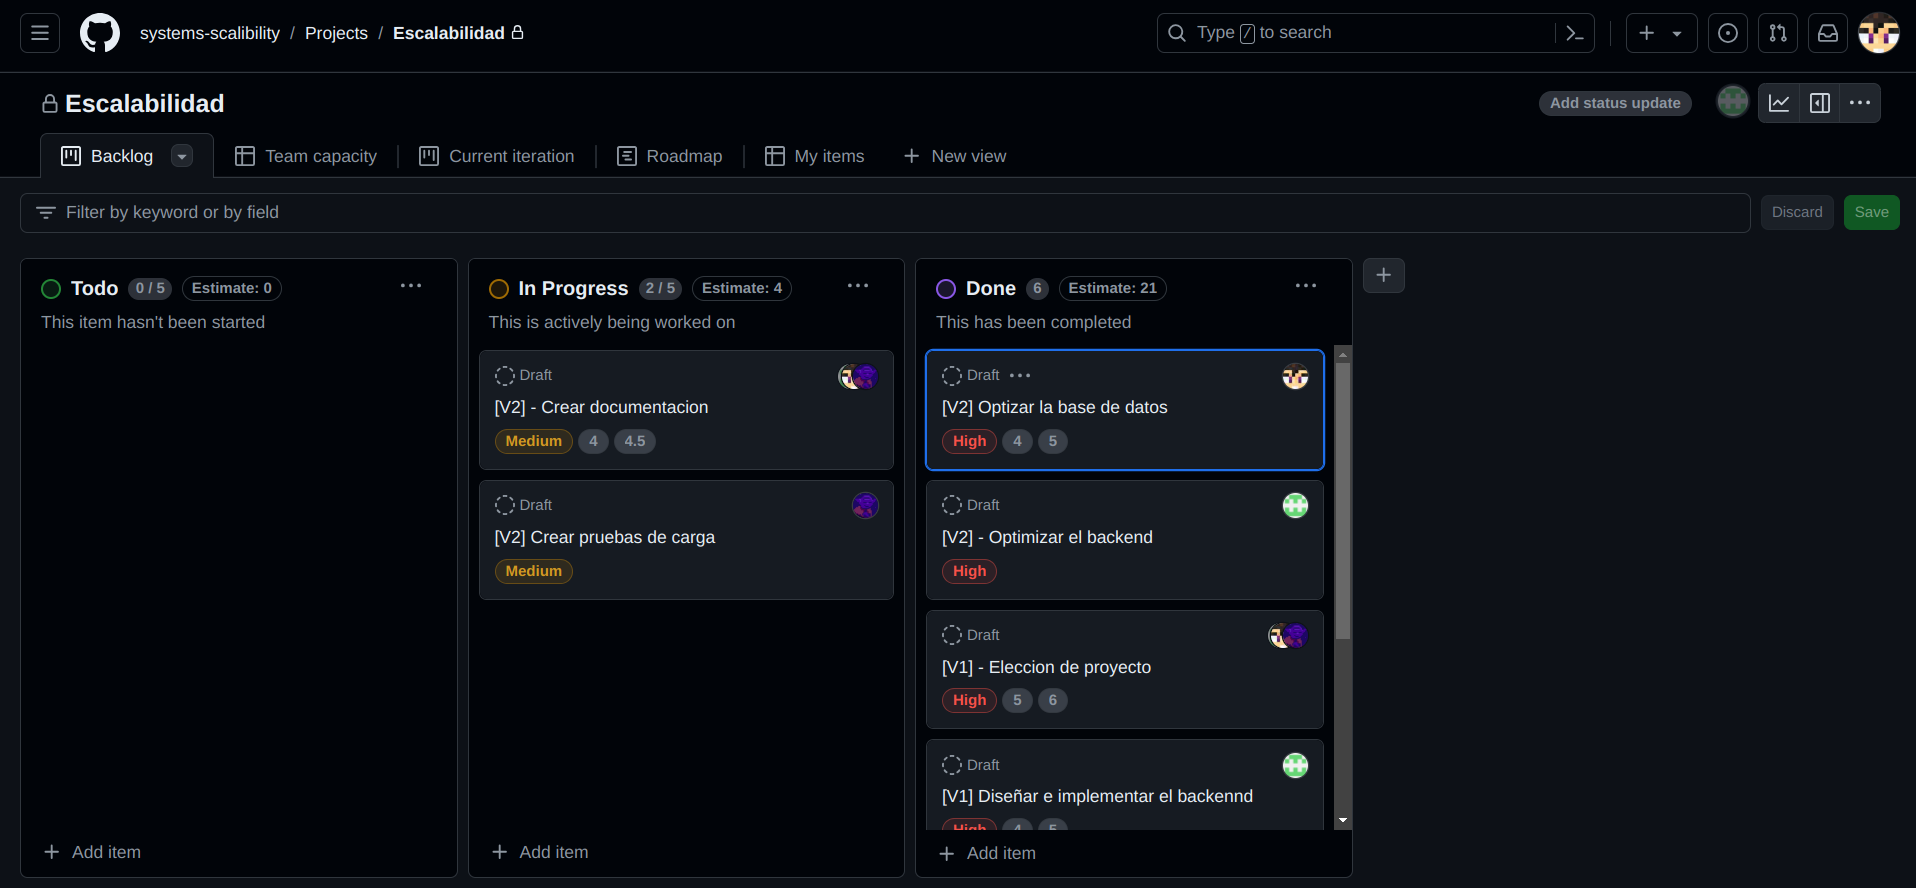 systems-scalibility / Projects / Escalabilidad
Type / to search
Escalabilidad
Add status update
Backlog
Team capacity
Current iteration
Roadmap
My items
New view
Filter by keyword or by field
Discard
Save
Todo 0 / 5 Estimate: 0
This item hasn't been started
Add item
In Progress 2 / 5 Estimate: 4
This is actively being worked on
Draft
[V2] - Crear documentacion
Medium 4 4.5
Draft
[V2] Crear pruebas de carga
Medium
Add item
Done 6 Estimate: 21
This has been completed
Draft
[V2] Optizar la base de datos
High 4 5
Draft
[V2] - Optimizar el backend
High
Draft
[V1] - Eleccion de proyecto
High 5 6
Draft
[V1] Diseñar e implementar el backennd
High 4 5
Add item